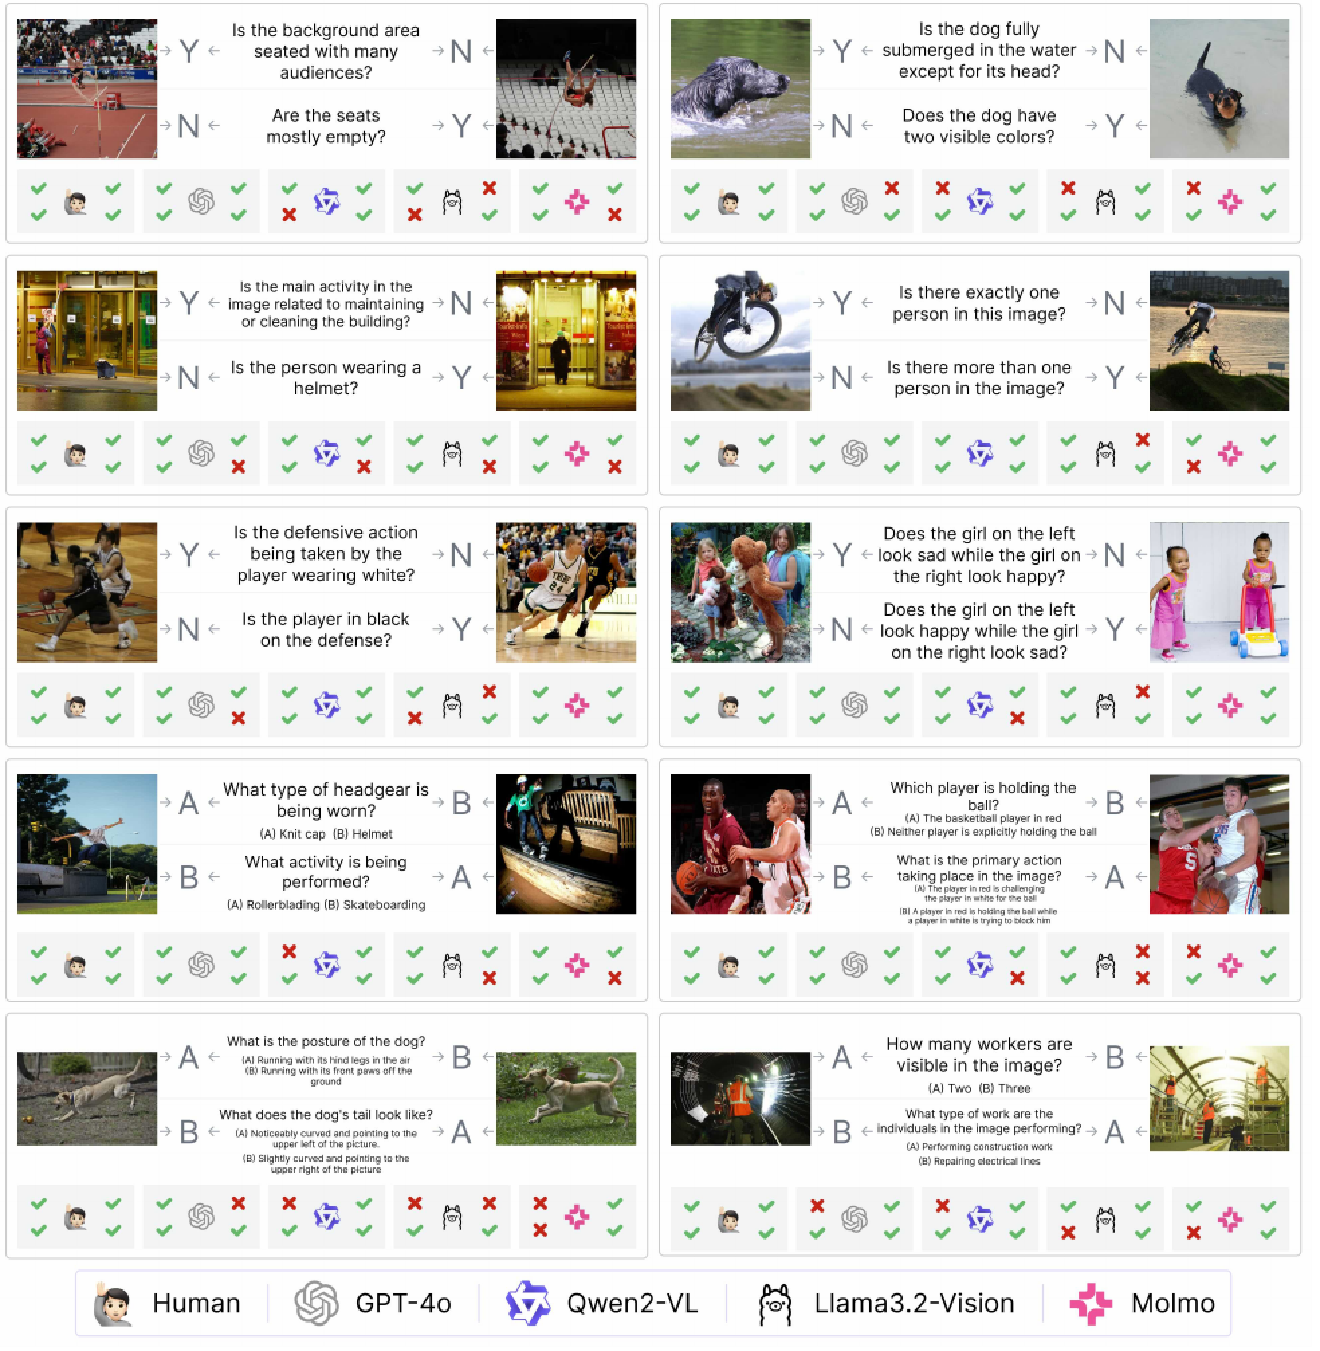 Y
Is the background area
seated with many
audiences?
N
N
Are the seats
mostly empty?
Y
Y
Is the dog fully
submerged in the water
except for its head?
N
N
Does the dog have
two visible colors?
Y
Y
Is the main activity in the
image related to maintaining
or cleaning the building?
N
N
Is the person wearing a
helmet?
Y
Y
Is there exactly one
person in this image?
N
N
Is there more than one
person in the image?
Y
Y
Is the defensive action
being taken by the
player wearing white?
N
N
Is the player in black
on the defense?
Y
Y
Does the girl on the left
look sad while the girl on
the right look happy?
N
N
Does the girl on the left
look happy while the girl
on the right look sad?
Y
A
What type of headgear is
being worn?
(A) Knit cap (B) Helmet
B
B
What activity is being
performed?
(A) Rollerblading (B) Skateboarding
A
A
Which player is holding the
ball?
(A) The basketball player in red
(B) Neither player is explicitly holding the ball
B
B
What is the primary action
taking place in the image?
(A) The player in red is challenging
the player in white for the ball
(B) A player in red is holding the ball while
a player in white is trying to block him
A
A
What is the posture of the dog?
(A) Running with its hind legs in the air
(B) Running with its front paws off the
ground
B
B
What does the dog's tail look like?
(A) Noticeably curved and pointing to the
upper left of the picture.
(B) Slightly curved and pointing to the
upper right of the picture
A
A
How many workers are
visible in the image?
(A) Two (B) Three
B
B
What type of work are the
individuals in the image performing?
(A) Performing construction work
(B) Repairing electrical lines
A
Human
GPT-4o
Qwen2-VL
Llama3.2-Vision
Molmo